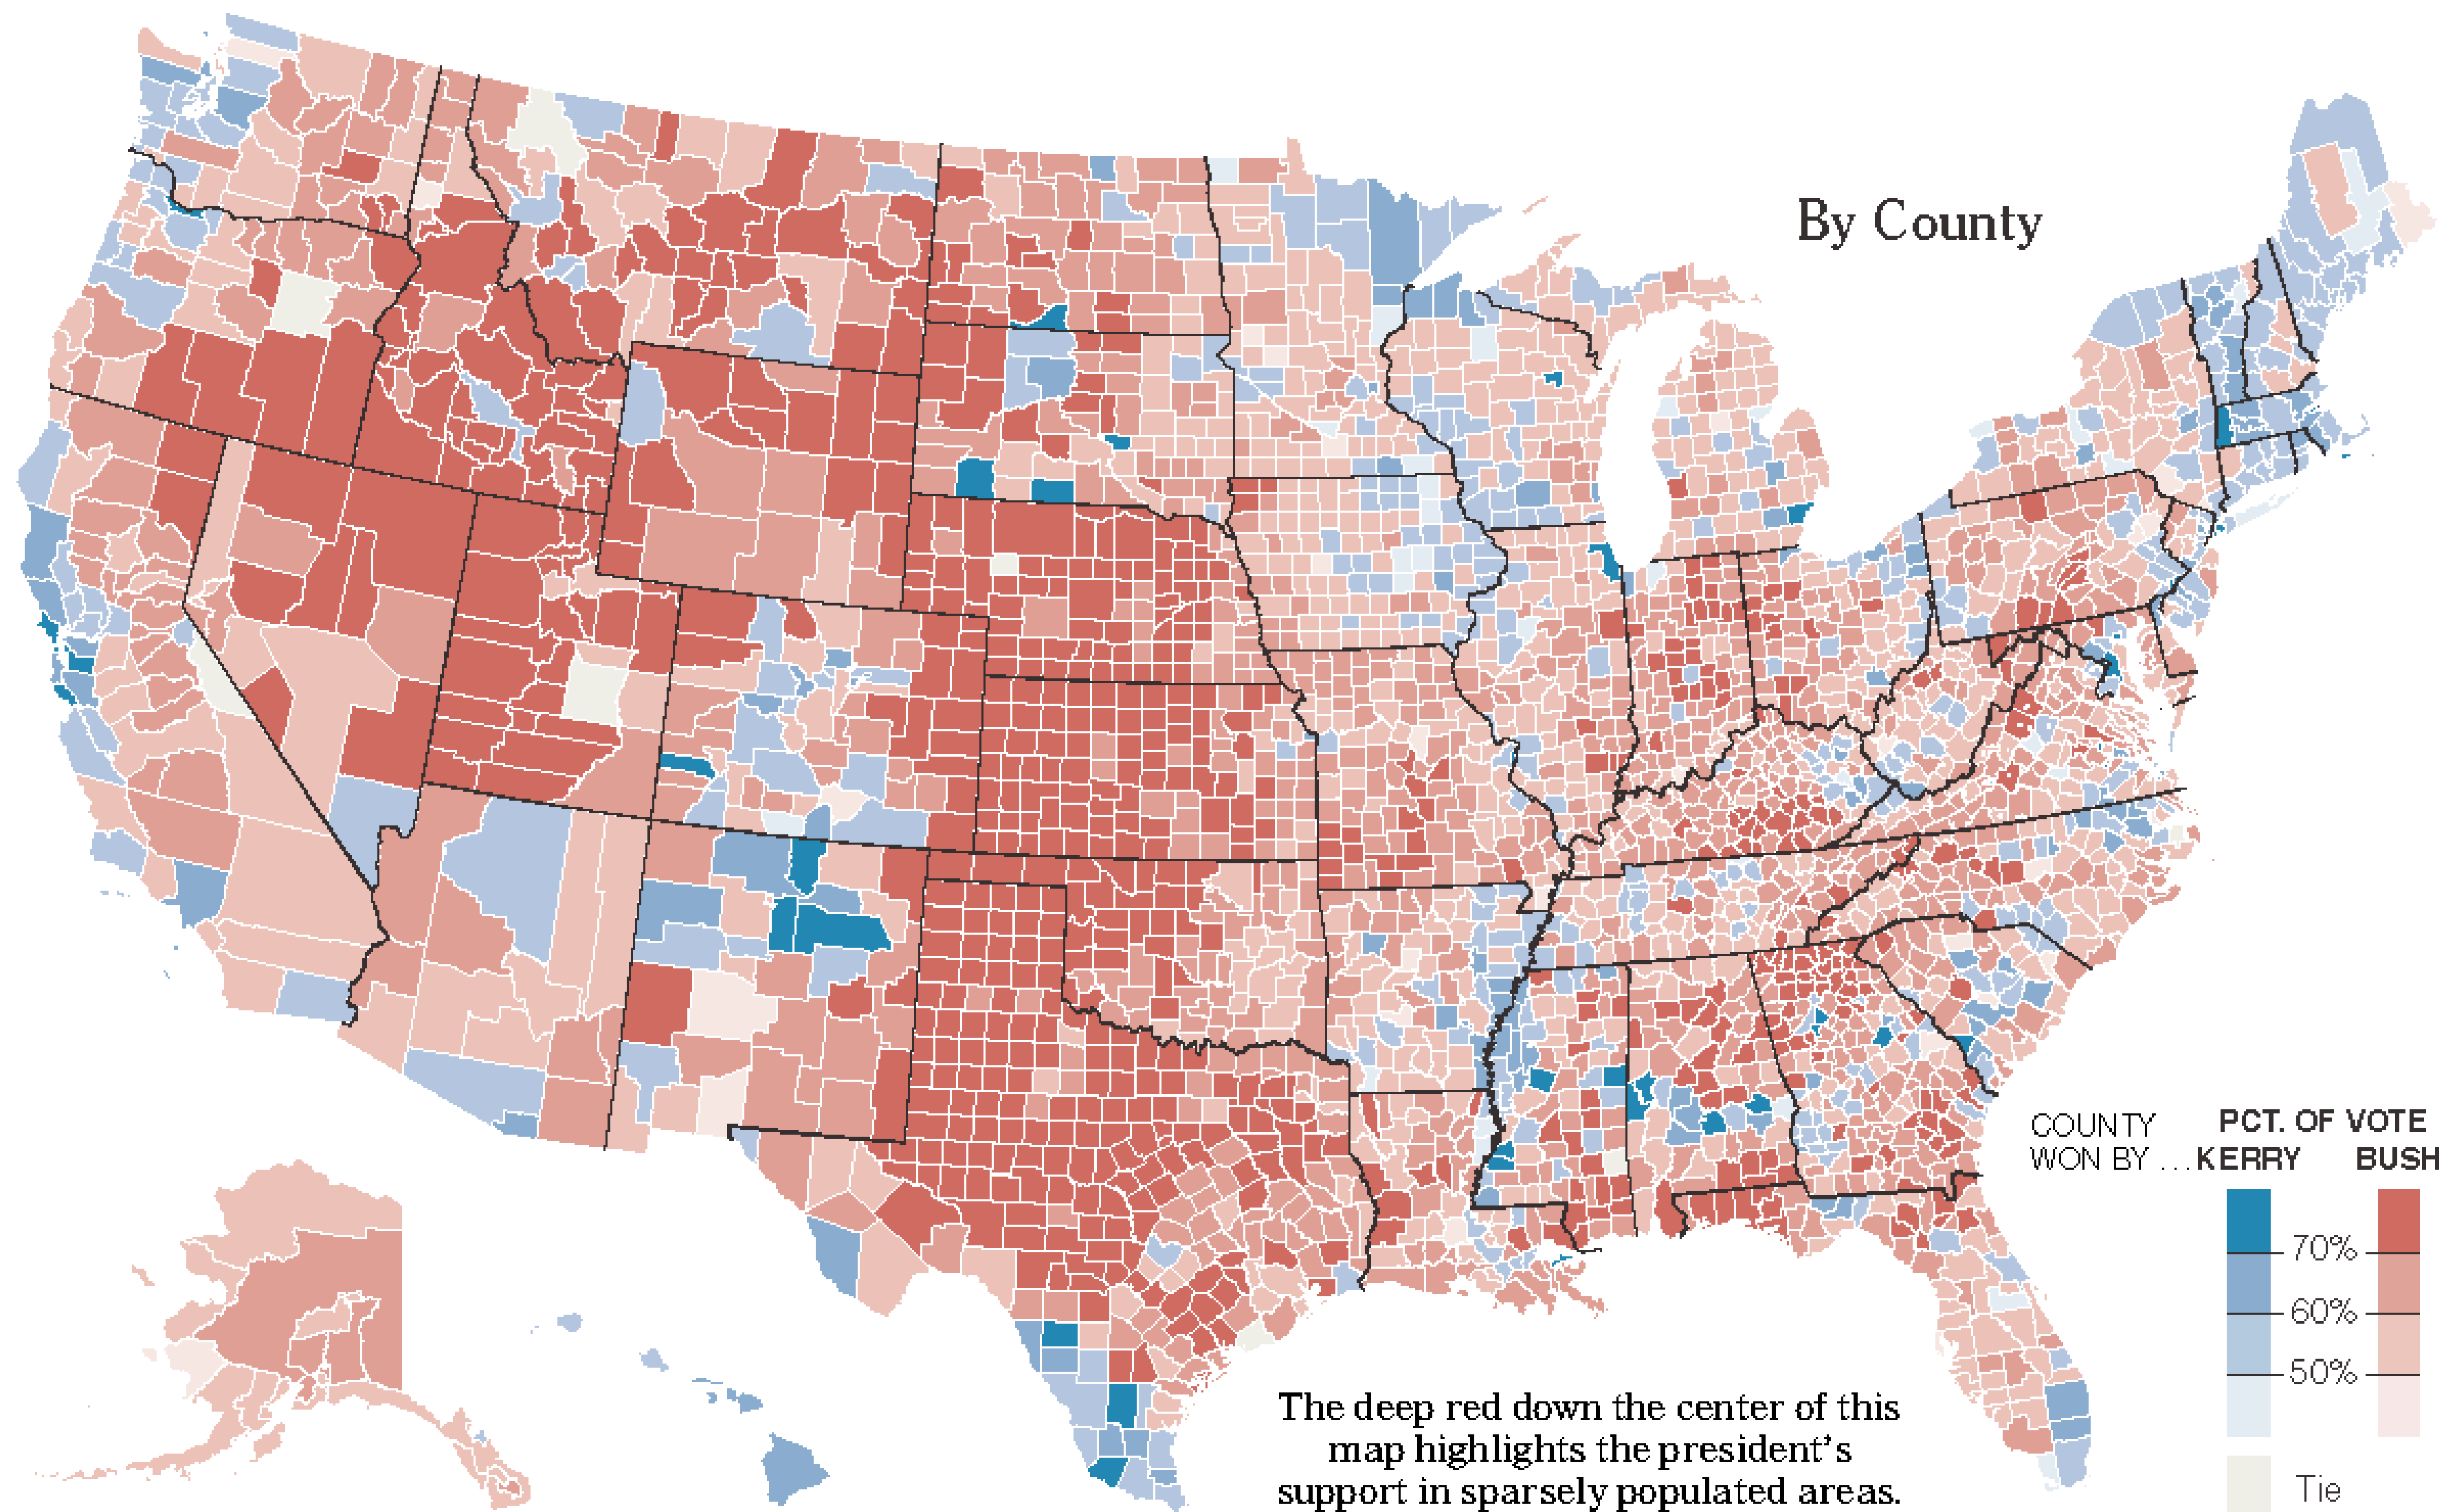 By County
COUNTY PCT. OF VOTE
WON BY ... KERRY BUSH
70%
60%
50%
Tie
The deep red down the center of this
map highlights the president's
support in sparsely populated areas.